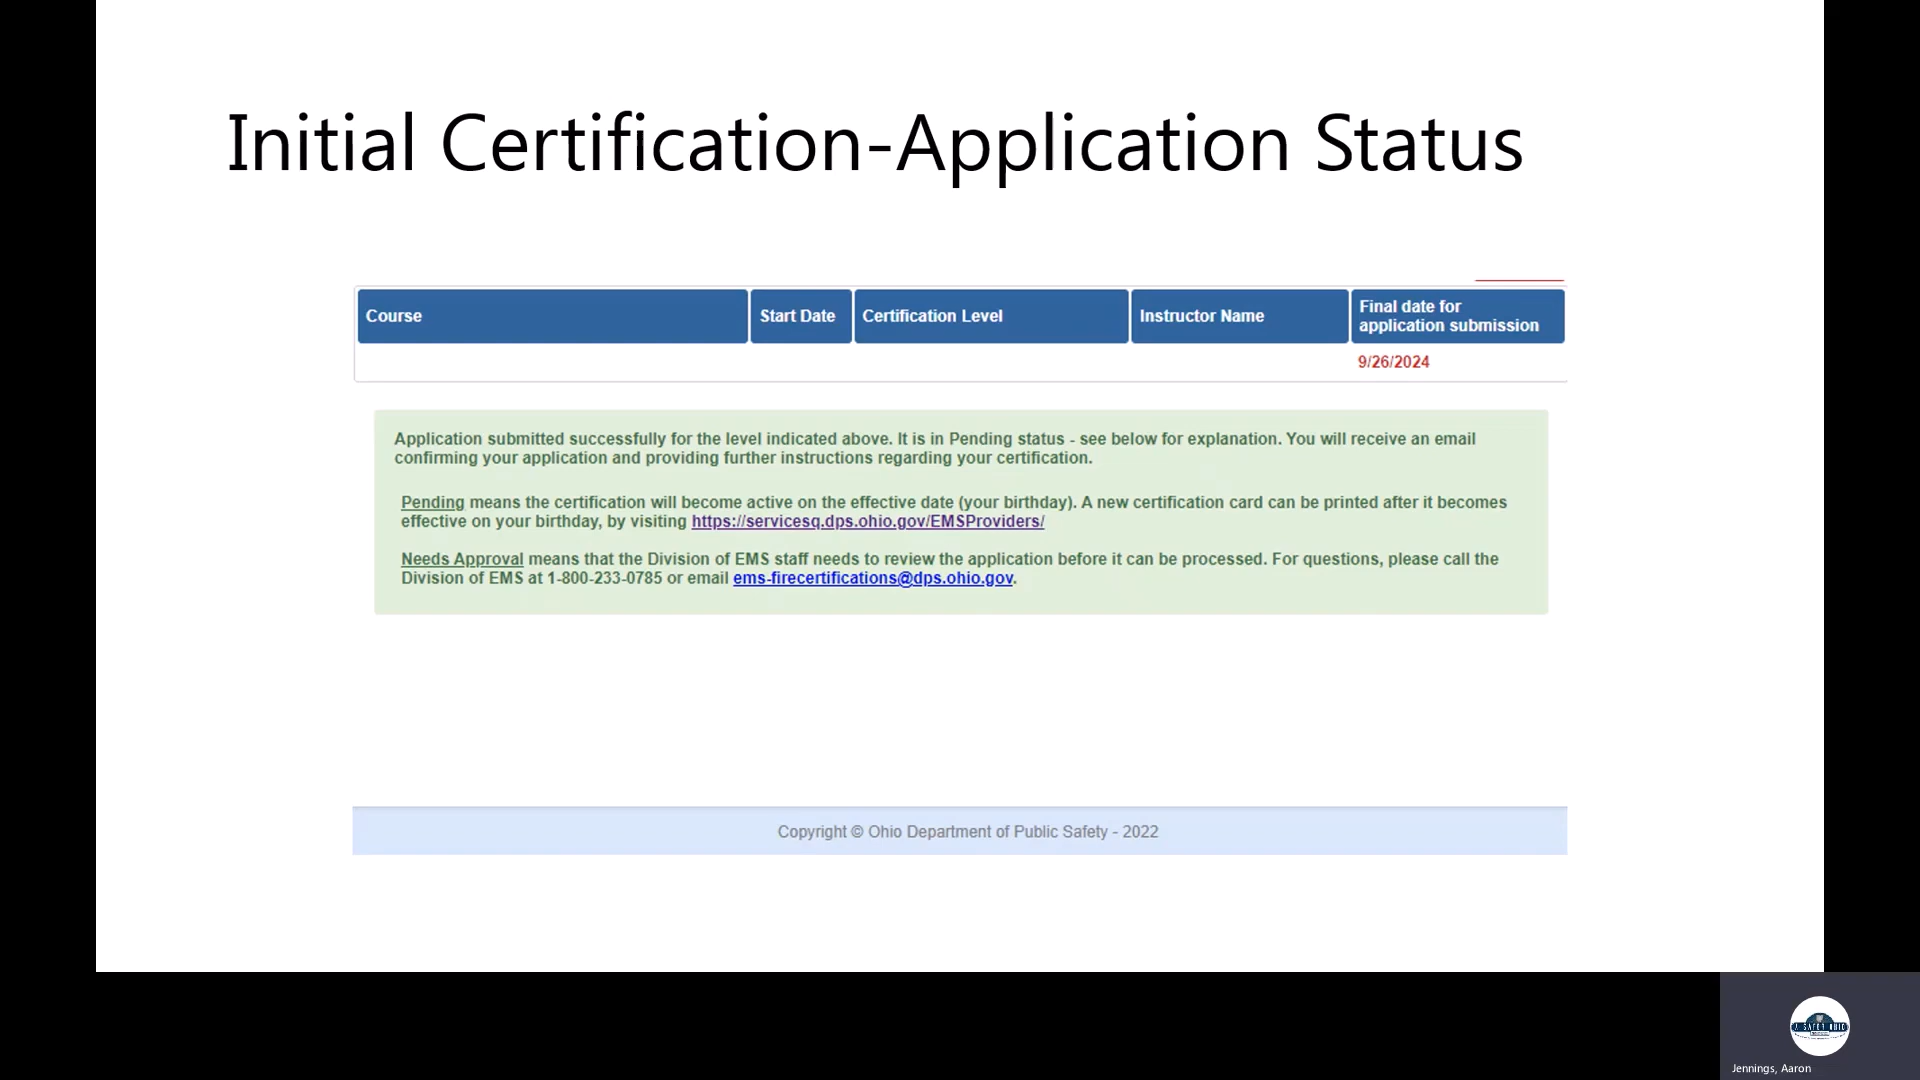 Initial Certification-Application Status
Course
Start Date
Certification Level
Instructor Name
Final date for
application submission
9/26/2024
Application submitted successfully for the level indicated above. It is in Pending status - see below for explanation. You will receive an email
confirming your application and providing further instructions regarding your certification.
Pending means the certification will become active on the effective date (your birthday). A new certification card can be printed after it becomes
effective on your birthday, by visiting https://servicesq.dps.ohio.gov/EMSProviders/
Needs Approval means that the Division of EMS staff needs to review the application before it can be processed. For questions, please call the
Division of EMS at 1-800-233-0785 or email ems-firecertifications@dps.ohio.gov.
Copyright © Ohio Department of Public Safety - 2022
Jennings, Aaron